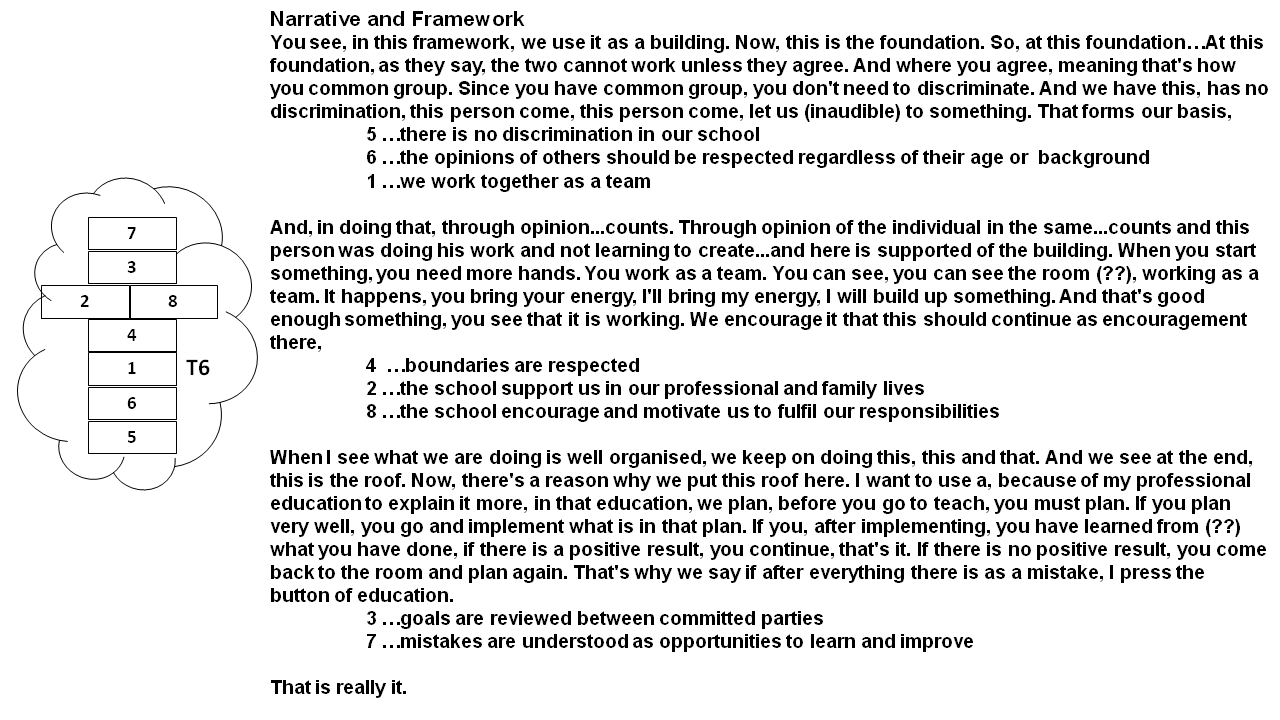 Narrative and Framework
You see, in this framework, we use it as a building. Now, this is the foundation. So, at this foundation…At this
foundation, as they say, the two cannot work unless they agree. And where you agree, meaning that's how
you common group. Since you have common group, you don't need to discriminate. And we have this, has no
discrimination, this person come, this person come, let us (inaudible) to something. That forms our basis,
5 …there is no discrimination in our school
6 …the opinions of others should be respected regardless of their age or  background
1 …we work together as a team
And, in doing that, through opinion...counts. Through opinion of the individual in the same...counts and this
person was doing his work and not learning to create...and here is supported of the building. When you start
something, you need more hands. You work as a team. You can see, you can see the room (??), working as a
team. It happens, you bring your energy, I'll bring my energy, I will build up something. And that's good
enough something, you see that it is working. We encourage it that this should continue as encouragement
there,
4  …boundaries are respected
2 …the school support us in our professional and family lives
8 …the school encourage and motivate us to fulfil our responsibilities
When I see what we are doing is well organised, we keep on doing this, this and that. And we see at the end,
this is the roof. Now, there's a reason why we put this roof here. I want to use a, because of my professional
education to explain it more, in that education, we plan, before you go to teach, you must plan. If you plan
very well, you go and implement what is in that plan. If you, after implementing, you have learned from (??)
what you have done, if there is a positive result, you continue, that's it. If there is no positive result, you come
back to the room and plan again. That's why we say if after everything there is as a mistake, I press the
button of education.
3 …goals are reviewed between committed parties
7 …mistakes are understood as opportunities to learn and improve
That is really it.
7
3
2 8
4
1 T6
6
5